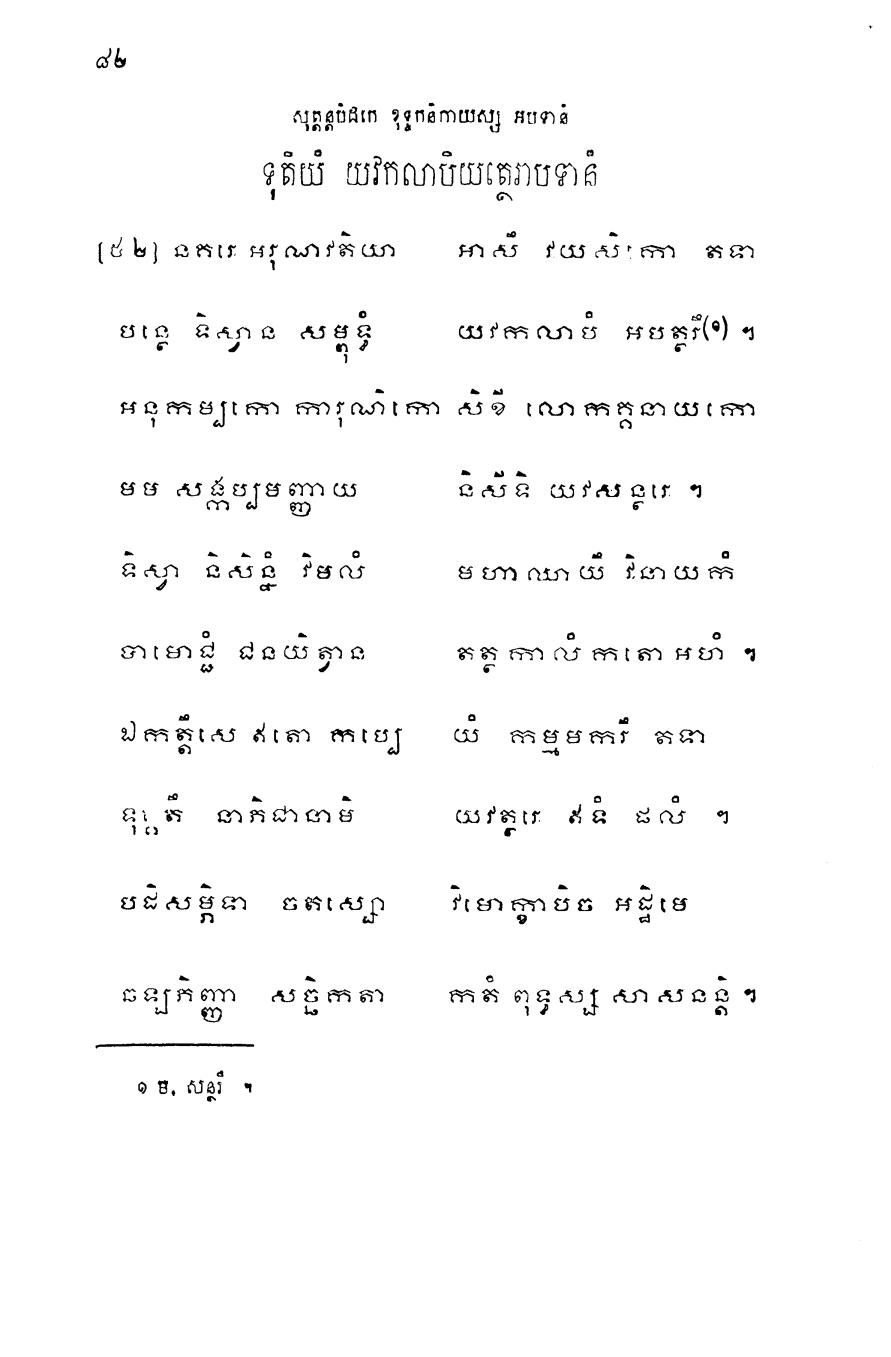 ៨២
សុត្តន្តបិដកេ ខុទ្ទកនិកាយស្ស អបទានំ
ទុតិយំ យវកលាបិយត្ថេរាបទានំ
[៥២] នគរេ អរុណវតិយា អាសឹ វយសិកោ តទា
បន្ថេ ទិស្វាន សម្ពុទ្ធំ យវកលាបំ អបត្ថរឹ(១) ។
អនុកម្បកោ ការុណិកោ សិខី លោកគ្គនាយកោ
មម សង្កប្បមញ្ញាយ និសីទិ យវសន្ថរេ ។
ទិស្វា និសិន្នំ វិមលំ មហាឈាយឹ វិនាយកំ
បាមោជ្ជំ ជនយិត្វាន តត្ថ កាលំកតោ អហំ ។
ឯកត្តឹសេ ឥតោ កប្បេ យំ កម្មមករឹ តទា
ទុគ្គតឹ នាភិជានាមិ យវត្ថរេ ឥទំ ផលំ ។
បដិសម្ភិទា ចតស្សោ វិមោក្ខាបិច អដ្ឋិមេ
ឆឡភិញ្ញា សច្ឆិកតា កតំ ពុទ្ធស្ស សាសនន្តិ ។
១ ម. សន្ថរឹ ។